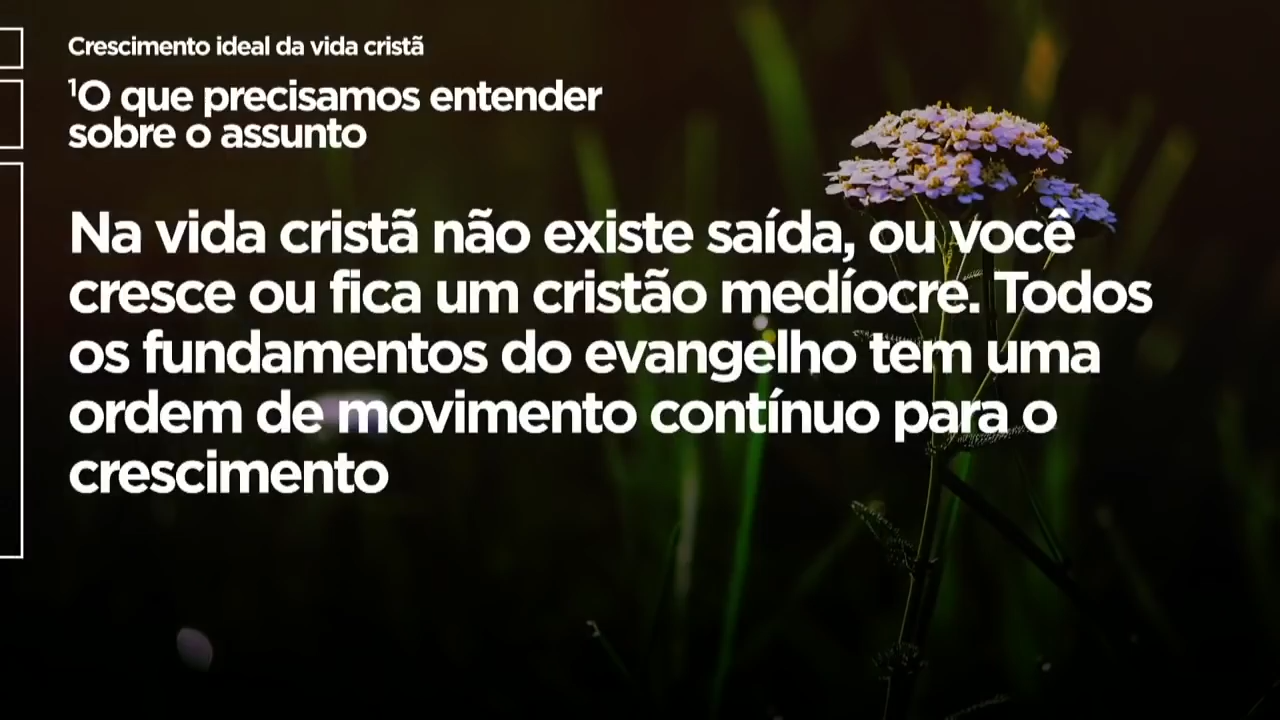 Crescimento ideal da vida cristã
¹O que precisamos entender
sobre o assunto
Na vida cristã não existe saída, ou você
cresce ou fica um cristão medíocre. Todos
os fundamentos do evangelho tem uma
ordem de movimento contínuo para o
crescimento